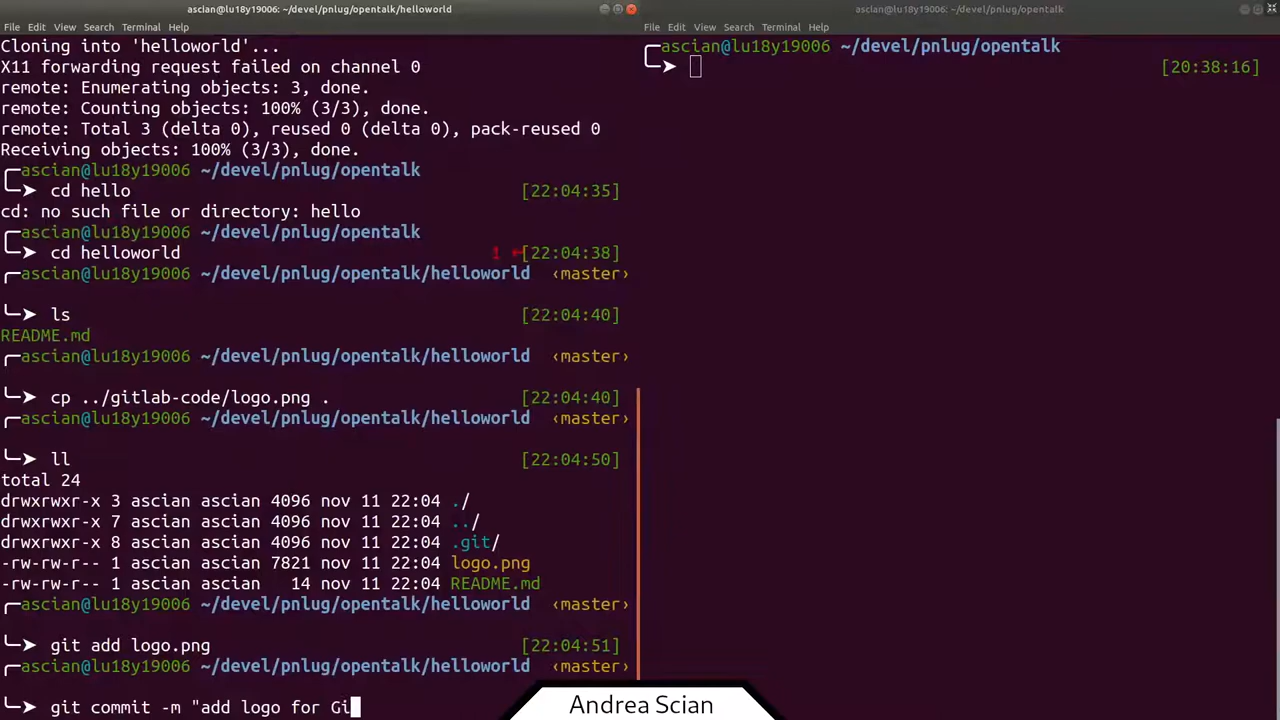 ascian@lu18y19006: ~/devel/pnlug/opentalk/helloworld
File Edit View Search Terminal Help
Cloning into 'helloworld'...
X11 forwarding request failed on channel 0
remote: Enumerating objects: 3, done.
remote: Counting objects: 100% (3/3), done.
remote: Total 3 (delta 0), reused 0 (delta 0), pack-reused 0
Receiving objects: 100% (3/3), done.
ascian@lu18y19006 ~/devel/pnlug/opentalk
cd hello [22:04:35]
cd: no such file or directory: hello
ascian@lu18y19006 ~/devel/pnlug/opentalk
cd helloworld 1 ↵ [22:04:38]
ascian@lu18y19006 ~/devel/pnlug/opentalk/helloworld ‹master›
ls [22:04:40]
README.md
ascian@lu18y19006 ~/devel/pnlug/opentalk/helloworld ‹master›
cp ../gitlab-code/logo.png . [22:04:40]
ascian@lu18y19006 ~/devel/pnlug/opentalk/helloworld ‹master›
ll [22:04:50]
total 24
drwxrwxr-x 3 ascian ascian 4096 nov 11 22:04 ./
drwxrwxr-x 7 ascian ascian 4096 nov 11 22:04 ../
drwxrwxr-x 8 ascian ascian 4096 nov 11 22:04 .git/
-rw-rw-r-- 1 ascian ascian 7821 nov 11 22:04 logo.png
-rw-rw-r-- 1 ascian ascian 14 nov 11 22:04 README.md
ascian@lu18y19006 ~/devel/pnlug/opentalk/helloworld ‹master›
git add logo.png [22:04:51]
ascian@lu18y19006 ~/devel/pnlug/opentalk/helloworld ‹master›
git commit -m "add logo for Gi
ascian@lu18y19006: ~/devel/pnlug/opentalk
File Edit View Search Terminal Help
ascian@lu18y19006 ~/devel/pnlug/opentalk
[20:38:16]
Andrea Scian